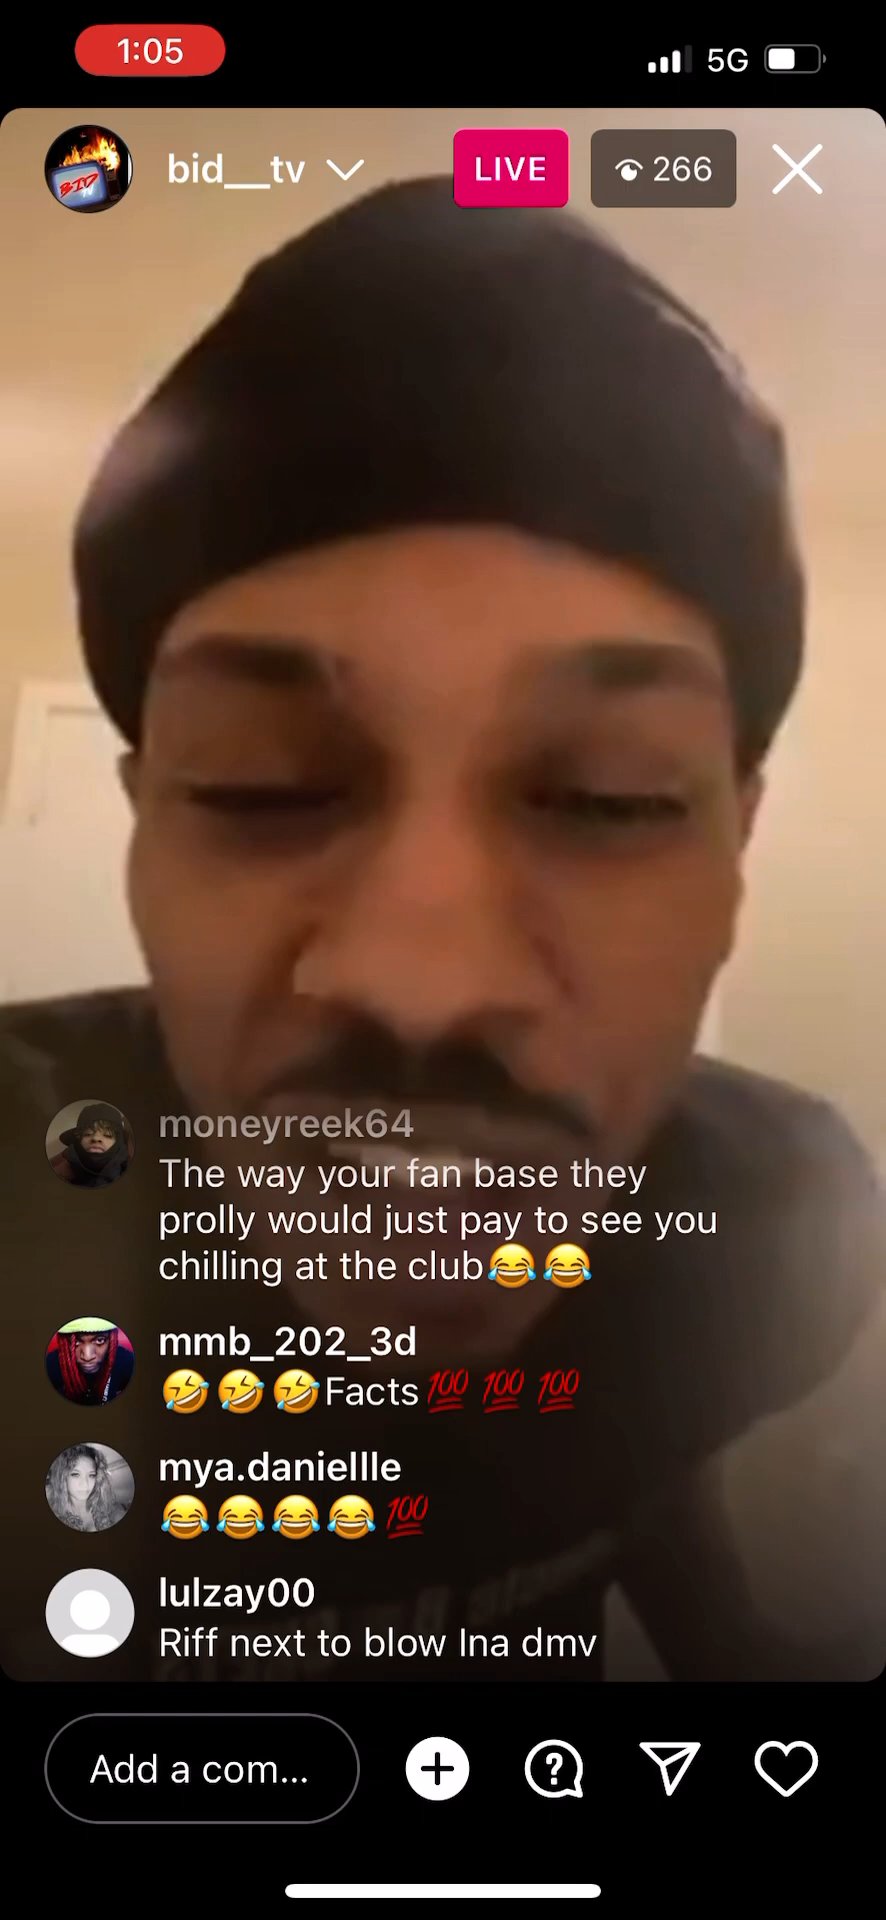 1:05
5G
BID
bid__tv
LIVE
266
moneyreek64
The way your fan base they
prolly would just pay to see you
chilling at the club😂😂
mmb_202_3d
🤣🤣🤣Facts💯💯💯
mya.daniellle
😂😂😂😂💯
lulzay00
Riff next to blow Ina dmv
Add a com...